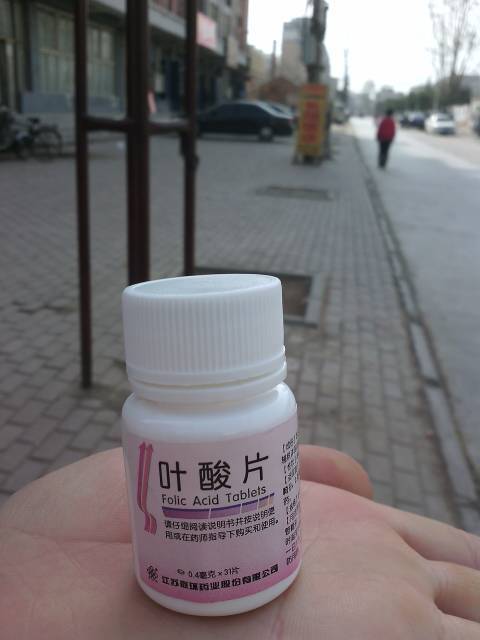 叶酸片
Folic Acid Tablets
请仔细阅读说明书并按说明使
用或在药师指导下购买和使用。
0.4毫克×31片
江苏联环药业股份有限公司